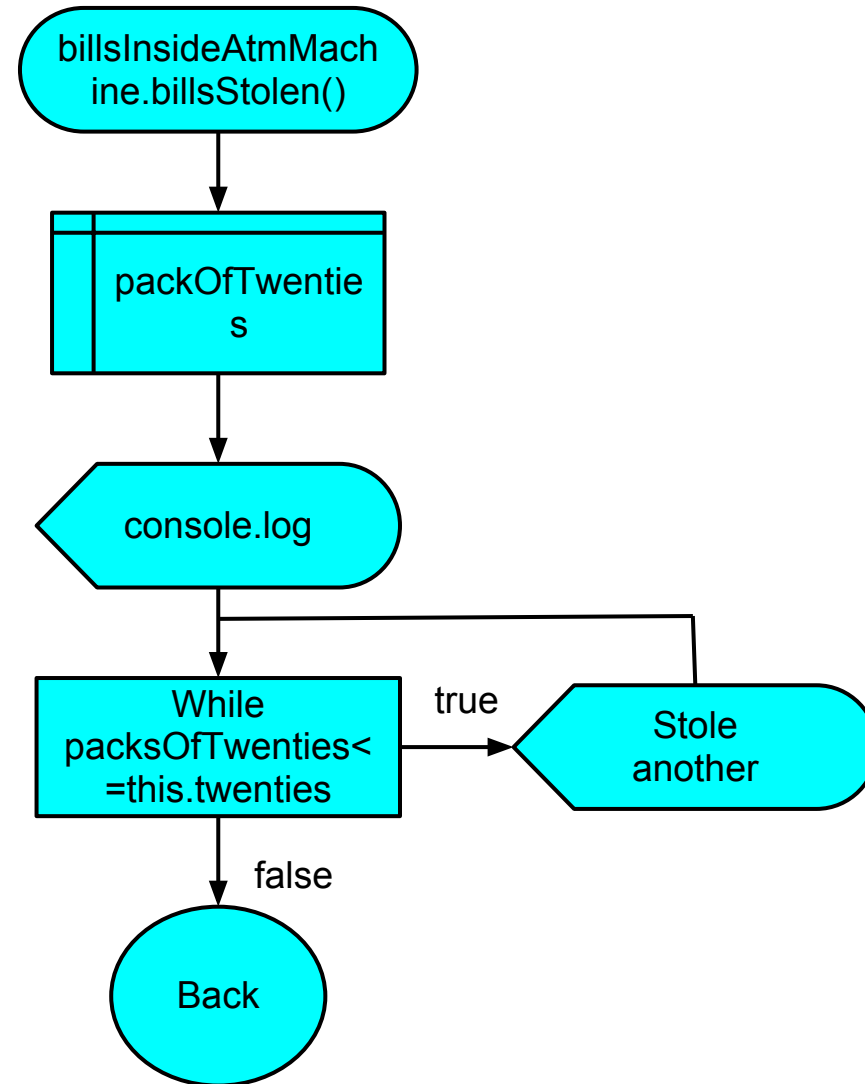 billsInsideAtmMach
ine.billsStolen()
packOfTwentie
s
console.log
While
packsOfTwenties<
=this.twenties
true
Stole
another
false
Back